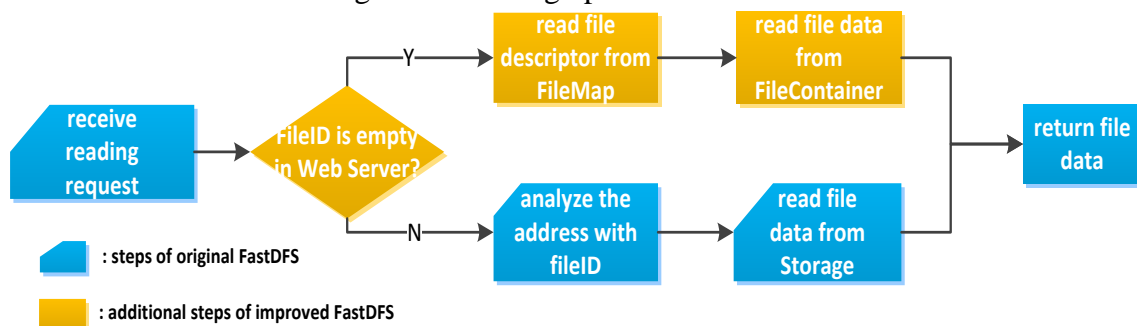 receive
reading
request
FileID is empty
in Web Server?
Y
read file
descriptor from
FileMap
read file data
from
FileContainer
N
analyze the
address with
fileID
read file
data from
Storage
return file
data
: steps of original FastDFS
: additional steps of improved FastDFS